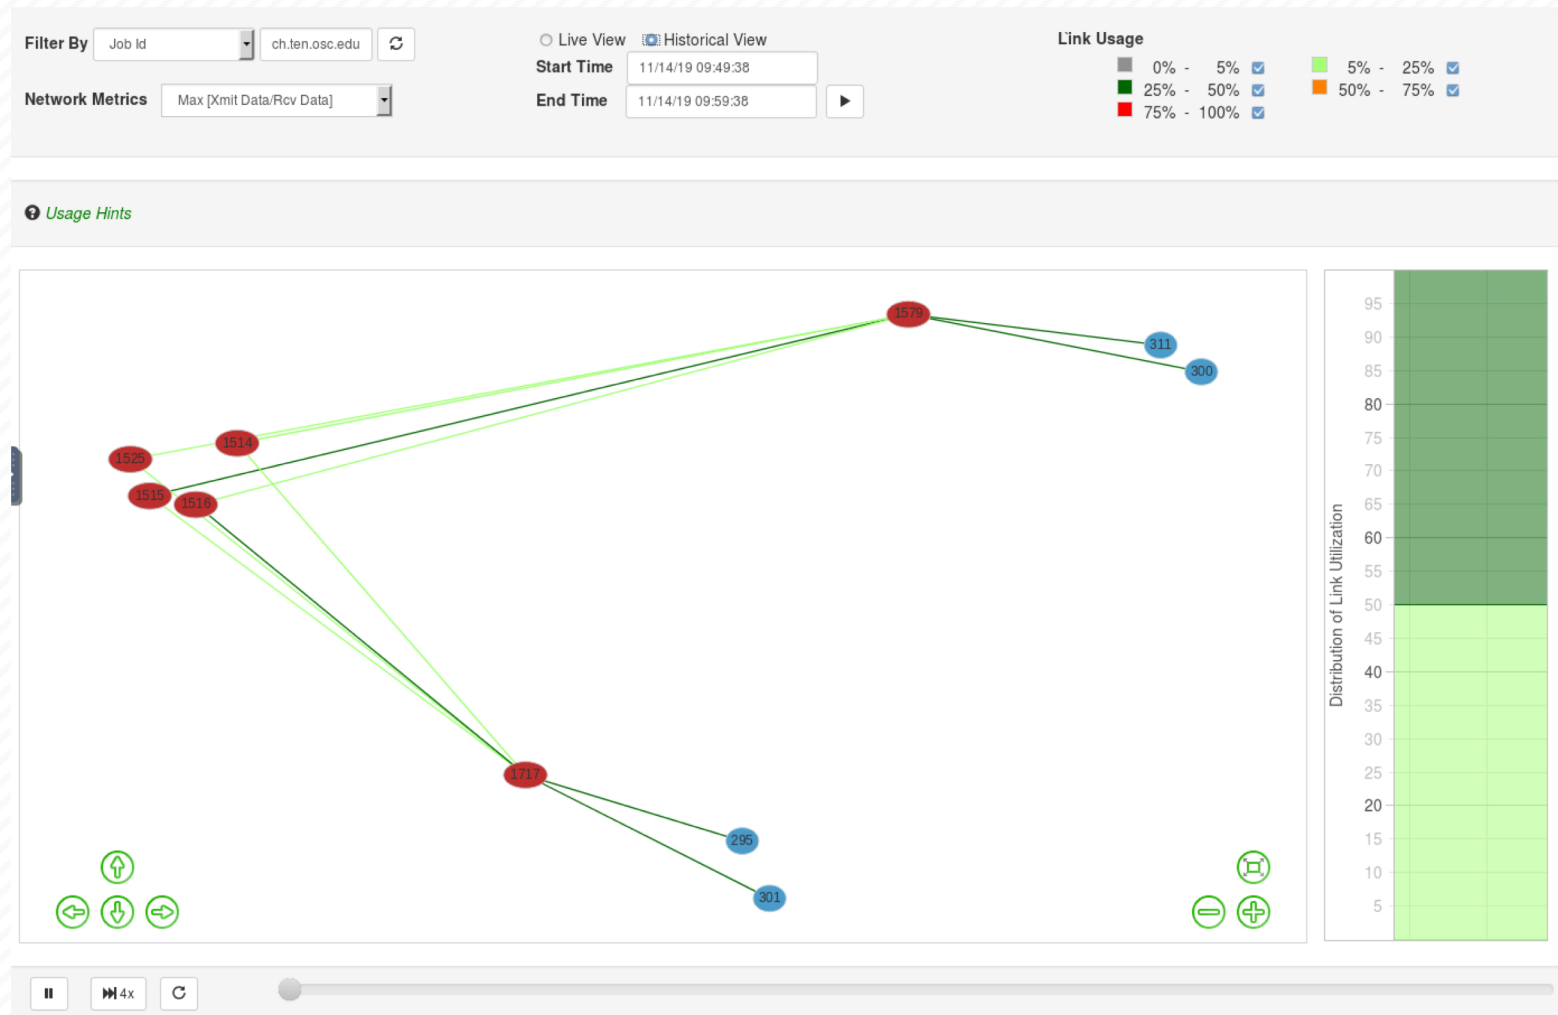 Filter By Job Id ch.ten.osc.edu
Network Metrics Max [Xmit Data/Rcv Data]
Live View Historical View
Start Time 11/14/19 09:49:38
End Time 11/14/19 09:59:38
Link Usage
0% - 5% 5% - 25%
25% - 50% 50% - 75%
75% - 100%
Usage Hints
1579
311
300
1514
1525
1515
1516
1717
295
301
Distribution of Link Utilization
95
90
85
80
75
70
65
60
55
50
45
40
35
30
25
20
15
10
5
4x